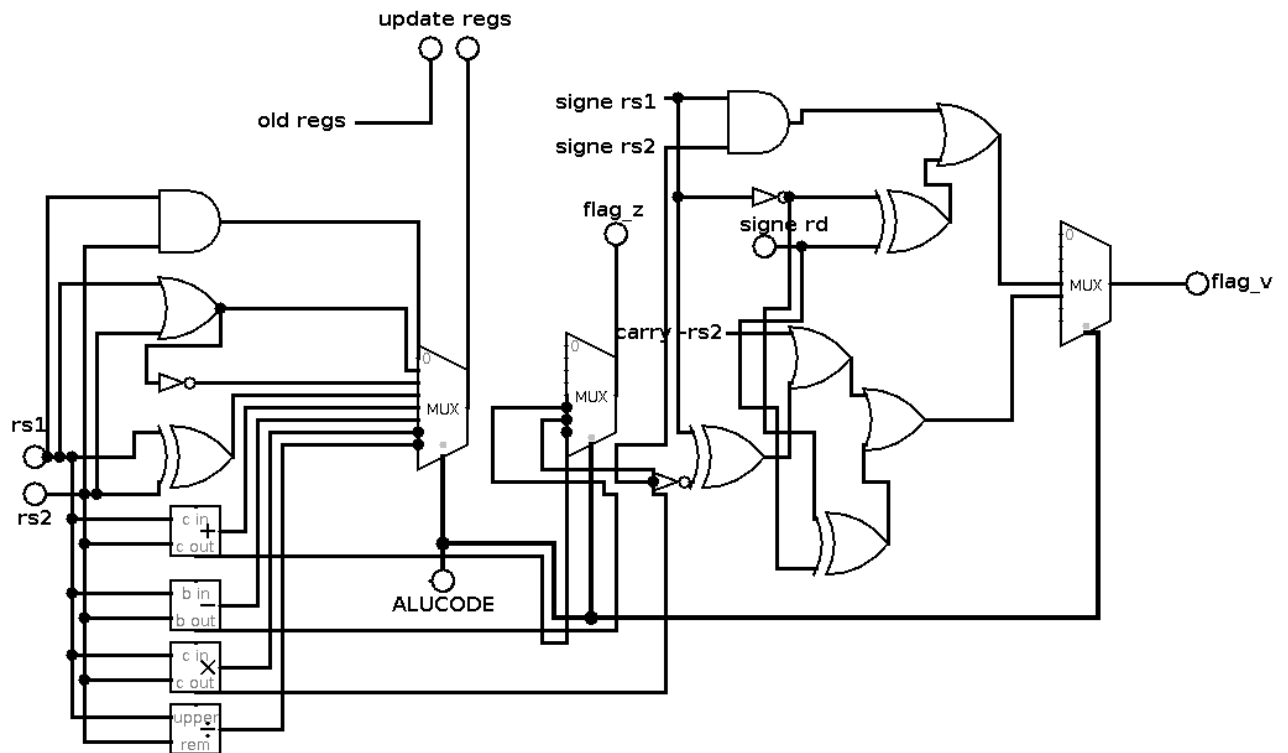 update regs
old regs
signe rs1
signe rs2
flag_z
signe rd
0
MUX
flag_v
carry -rs2
0
MUX
0
MUX
rs1
rs2
c in
+
c out
b in
−
b out
ALUCODE
c in
×
c out
upper
÷
rem